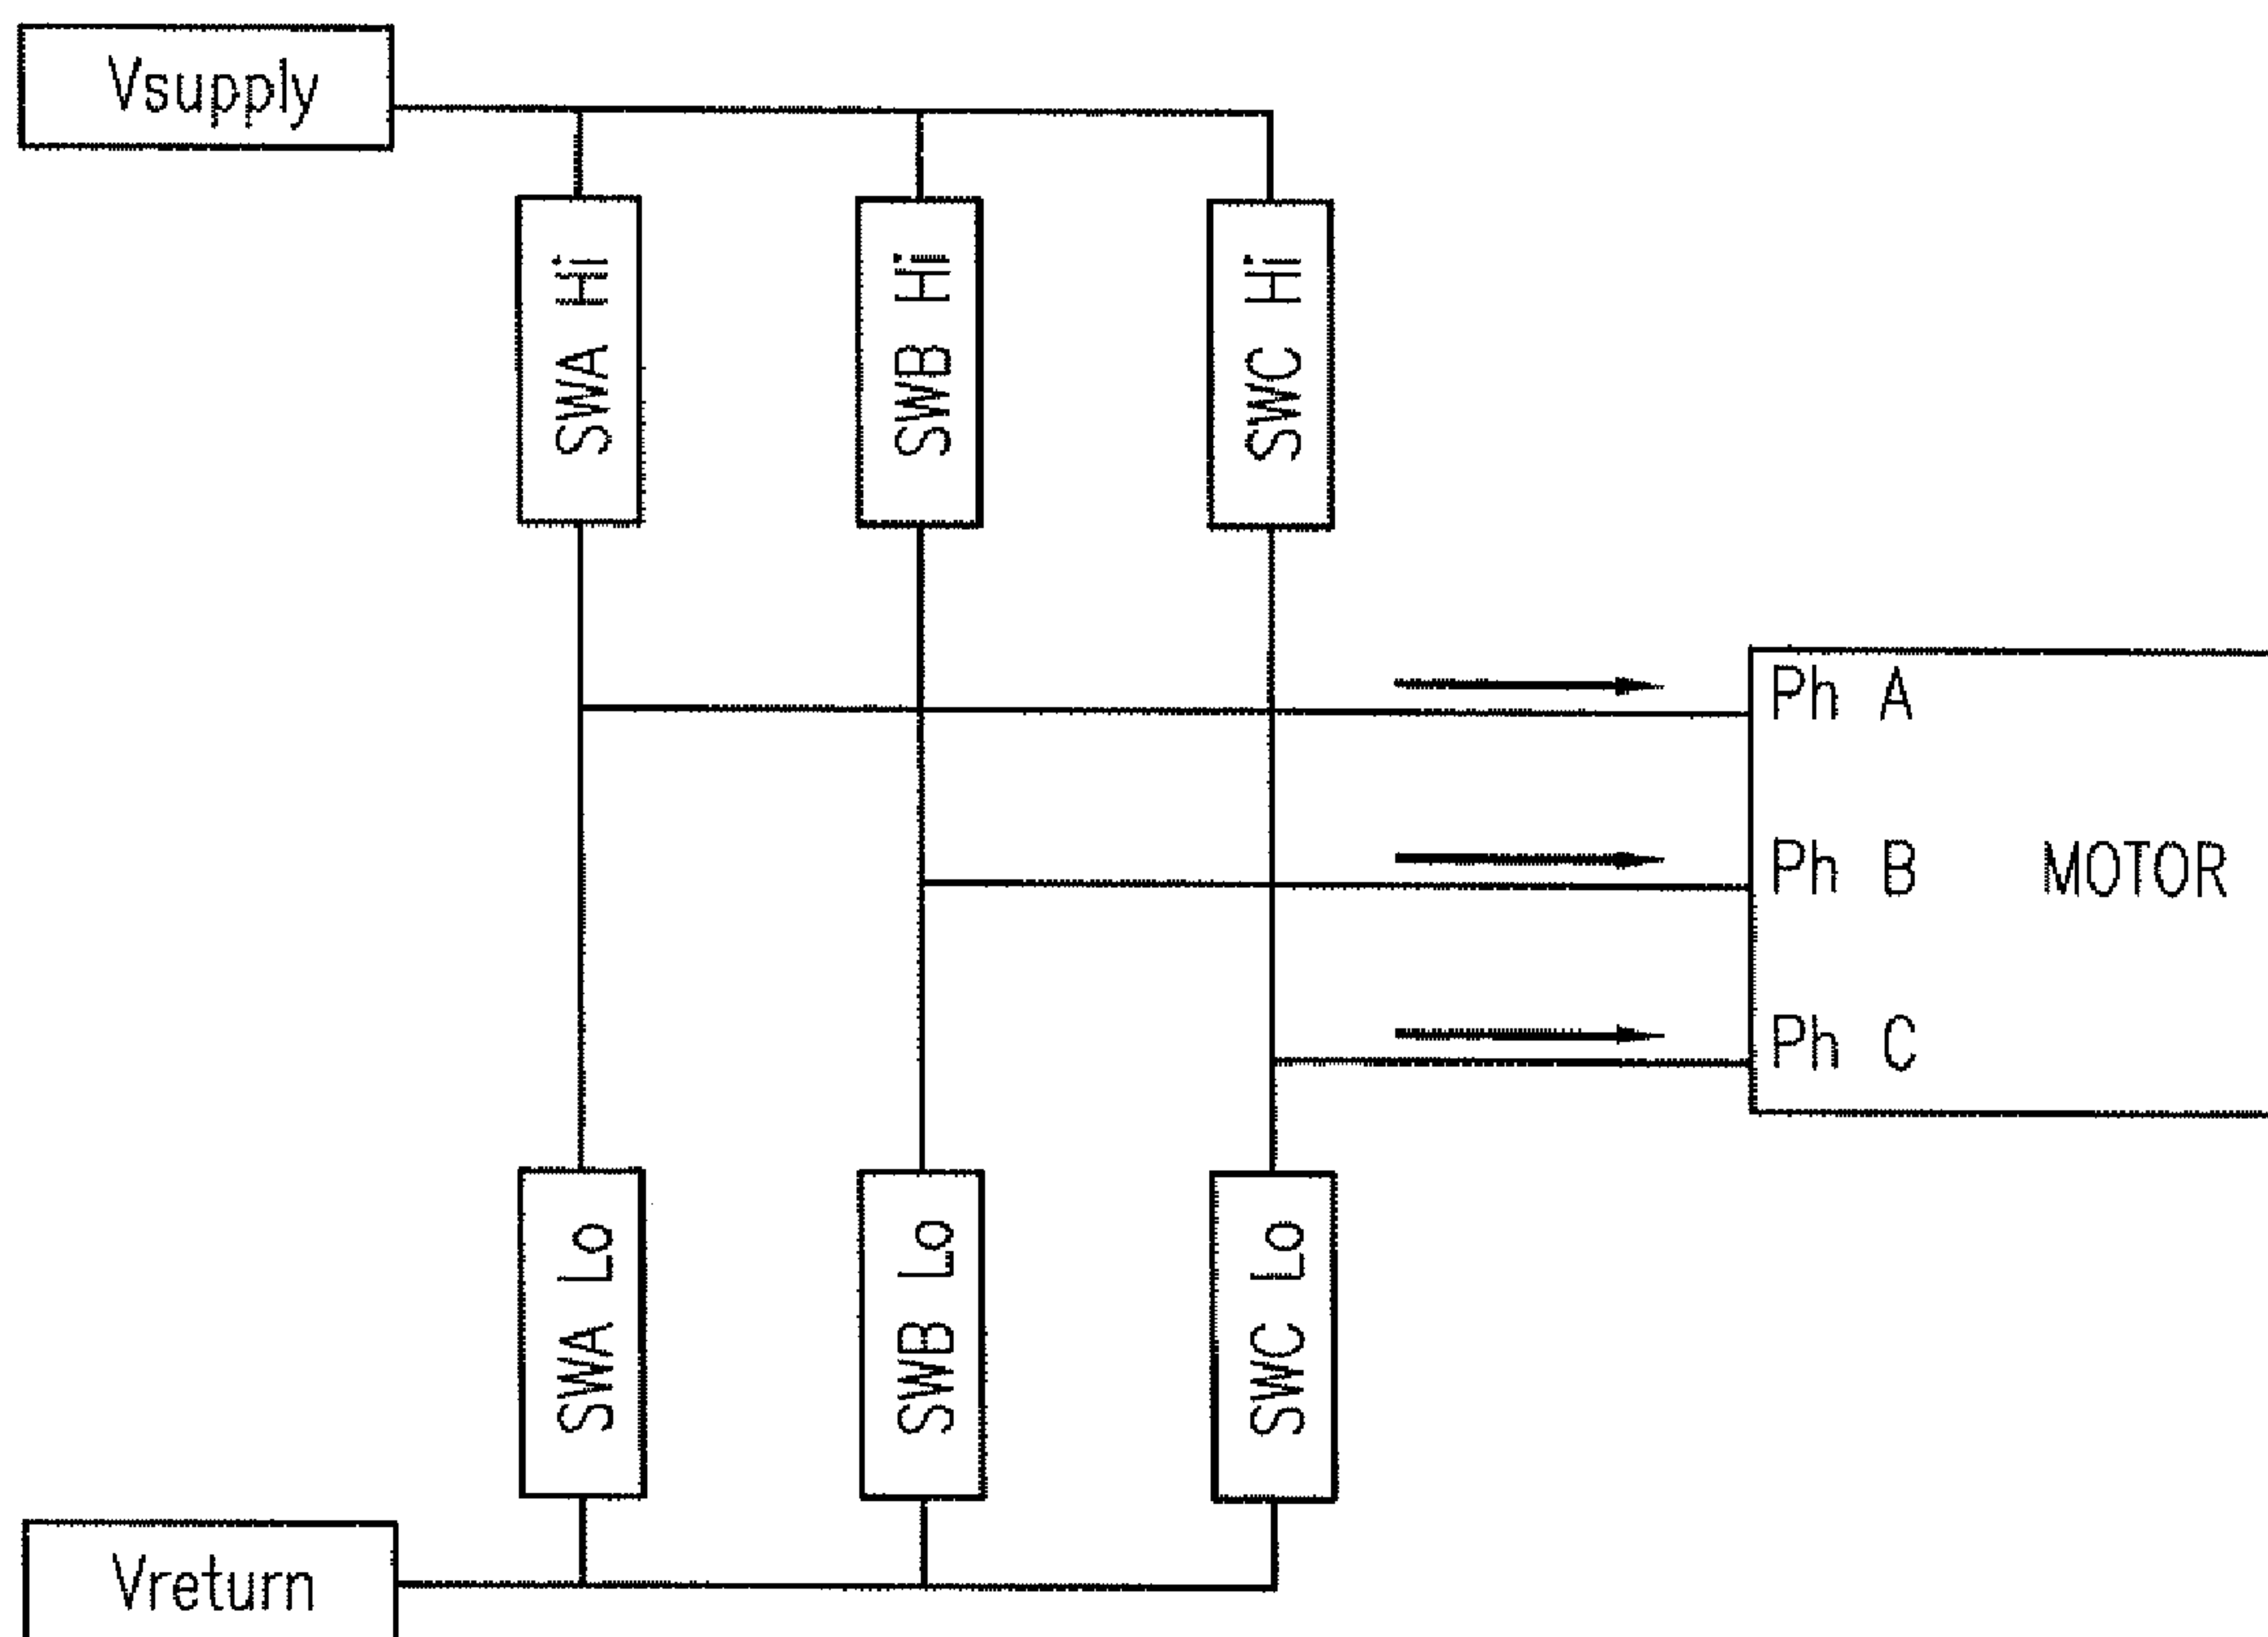 Vsupply
SWA Hi
SWB Hi
SWC Hi
Ph A
Ph B
MOTOR
Ph C
SWA Lo
SWB Lo
SWC Lo
Vreturn